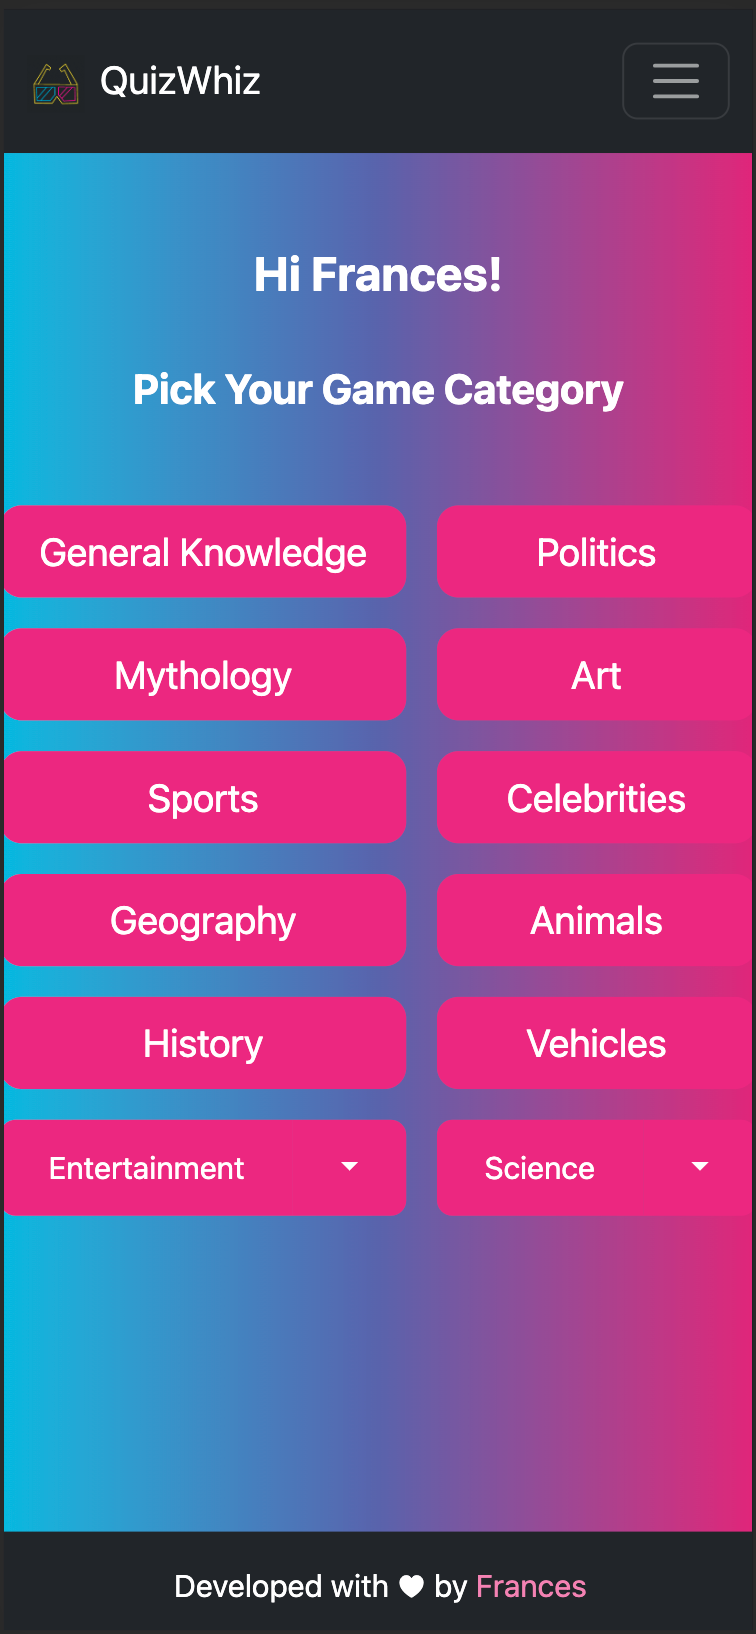 QuizWhiz
Hi Frances!
Pick Your Game Category
General Knowledge
Politics
Mythology
Art
Sports
Celebrities
Geography
Animals
History
Vehicles
Entertainment
Science
Developed with ♥ by Frances